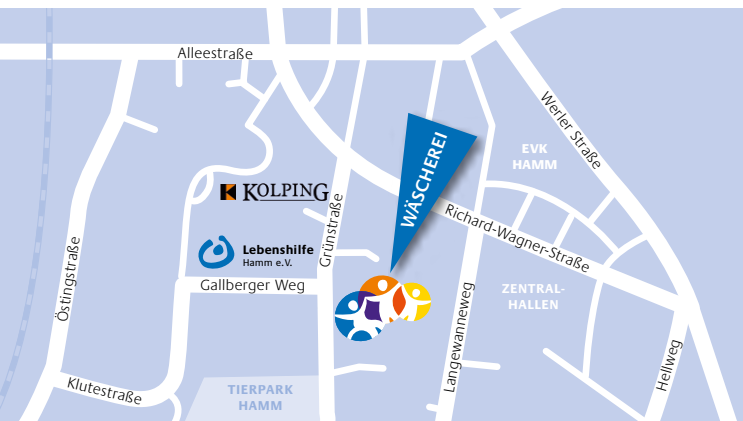 Alleestraße
Werler Straße
EVK
HAMM
WÄSCHEREI
KOLPING
Richard-Wagner-Straße
Grünstraße
Lebenshilfe
Hamm e.V.
Östingstraße
Gallberger Weg
ZENTRAL-
HALLEN
Langewanneweg
Hellweg
Klutestraße
TIERPARK
HAMM